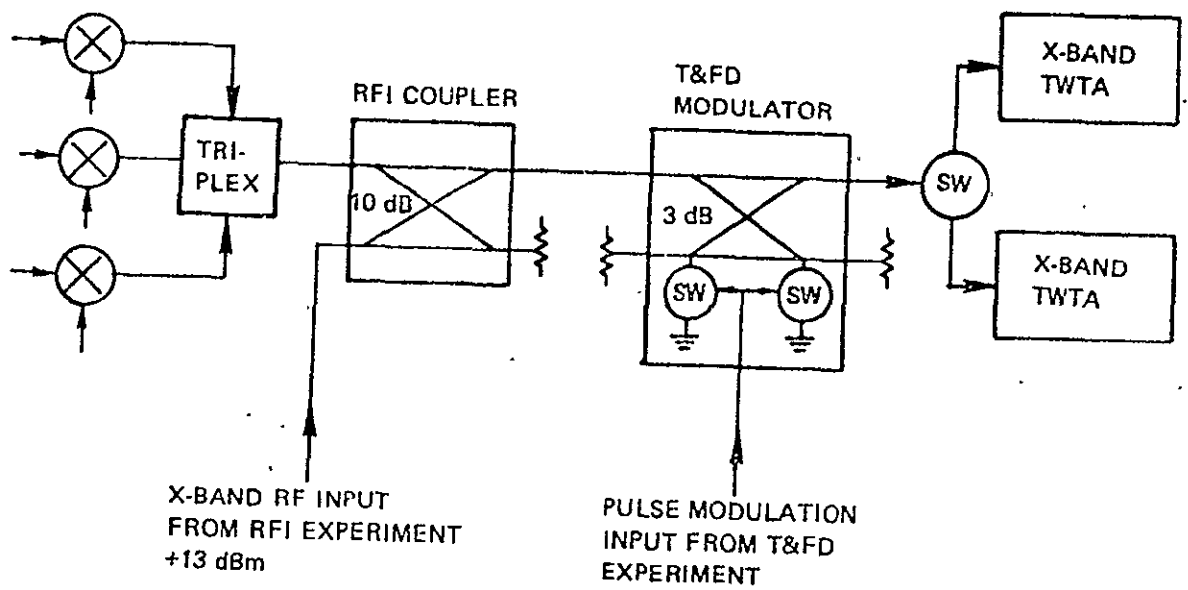 RFI COUPLER
T&FD
MODULATOR
X-BAND
TWTA
TRI-
PLEX
10 dB
3 dB
SW
SW
SW
X-BAND
TWTA
X-BAND RF INPUT
FROM RFI EXPERIMENT
+13 dBm
PULSE MODULATION
INPUT FROM T&FD
EXPERIMENT